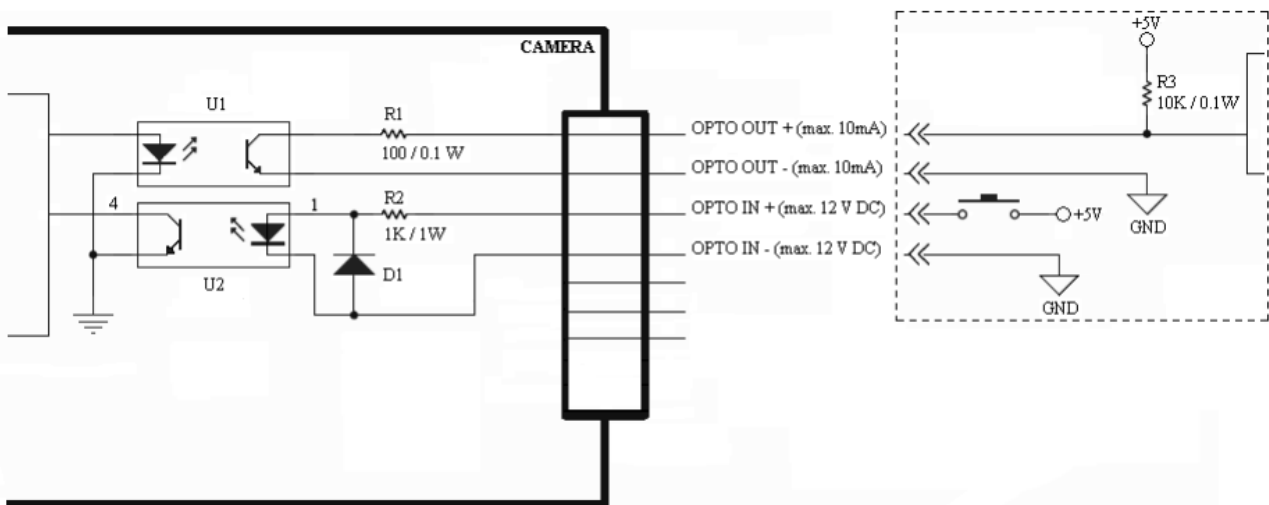 CAMERA
U1
R1
100 / 0.1 W
4
1
R2
1K / 1W
U2
D1
OPTO OUT + (max. 10mA)
OPTO OUT - (max. 10mA)
OPTO IN + (max. 12 V DC)
OPTO IN - (max. 12 V DC)
+5V
R3
10K / 0.1W
GND
+5V
GND